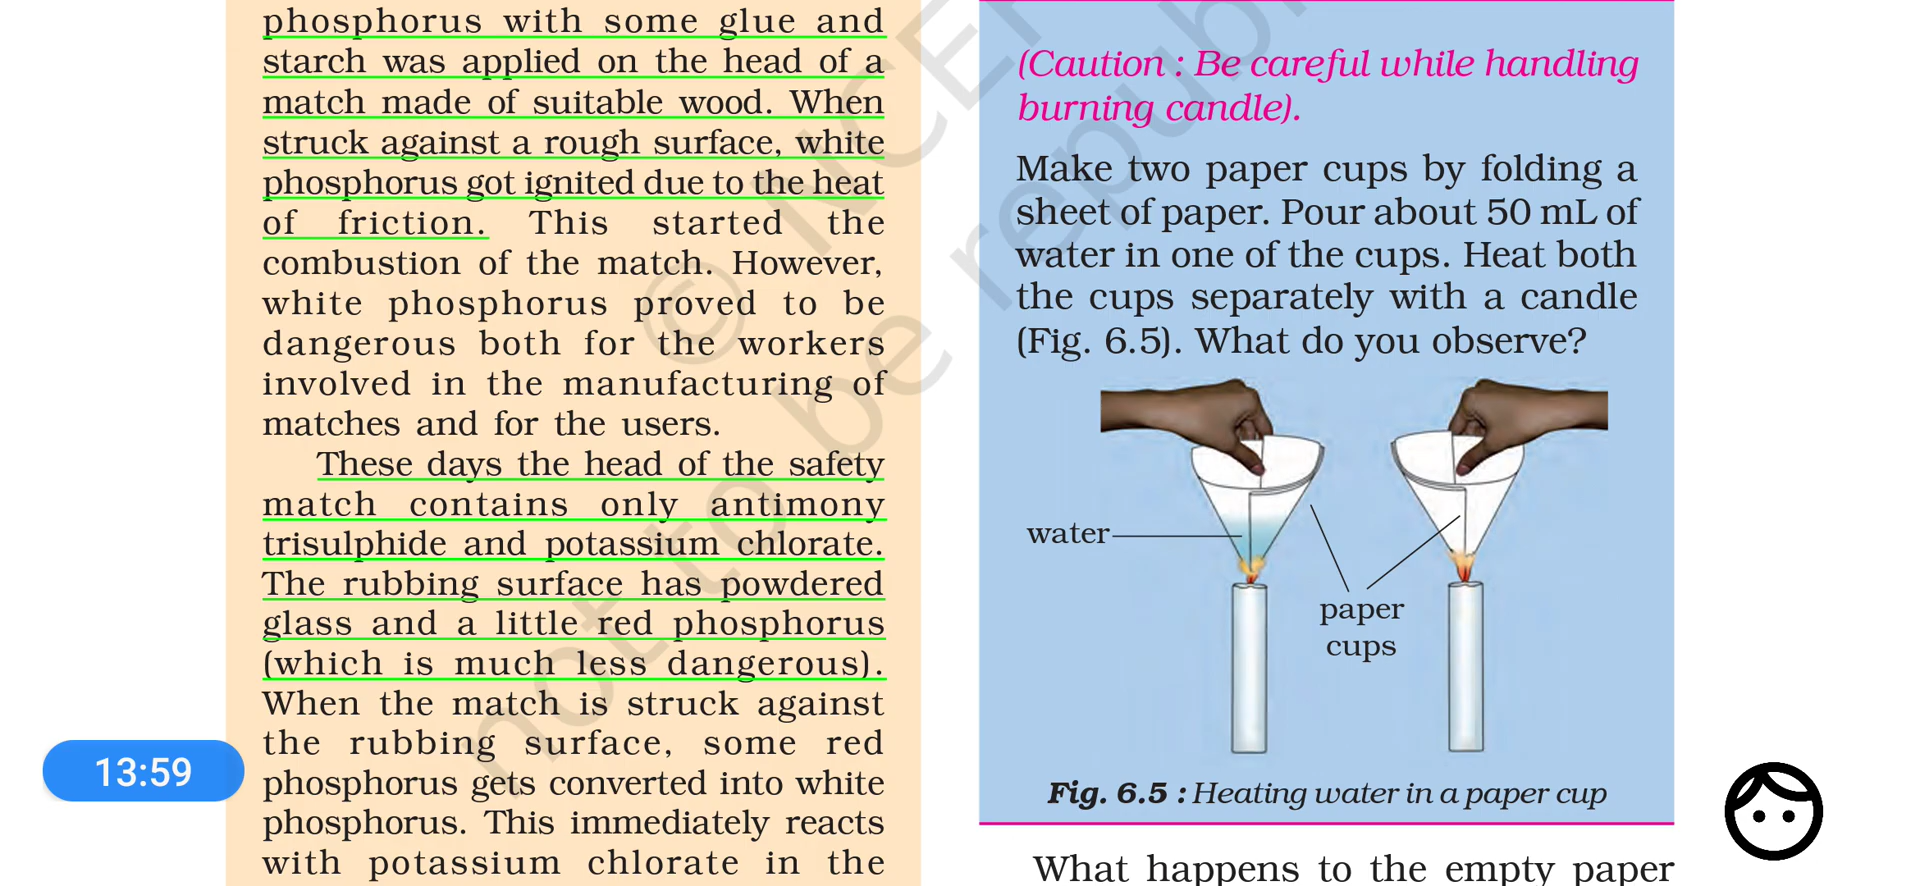 phosphorus with some glue and
starch was applied on the head of a
match made of suitable wood. When
struck against a rough surface, white
phosphorus got ignited due to the heat
of friction. This started the
combustion of the match. However,
white phosphorus proved to be
dangerous both for the workers
involved in the manufacturing of
matches and for the users.
These days the head of the safety
match contains only antimony
trisulphide and potassium chlorate.
The rubbing surface has powdered
glass and a little red phosphorus
(which is much less dangerous).
When the match is struck against
the rubbing surface, some red
phosphorus gets converted into white
phosphorus. This immediately reacts
with potassium chlorate in the
13:59
(Caution : Be careful while handling
burning candle).
Make two paper cups by folding a
sheet of paper. Pour about 50 mL of
water in one of the cups. Heat both
the cups separately with a candle
(Fig. 6.5). What do you observe?
water
paper
cups
Fig. 6.5 : Heating water in a paper cup
What happens to the empty paper
© NCE
not to be republ